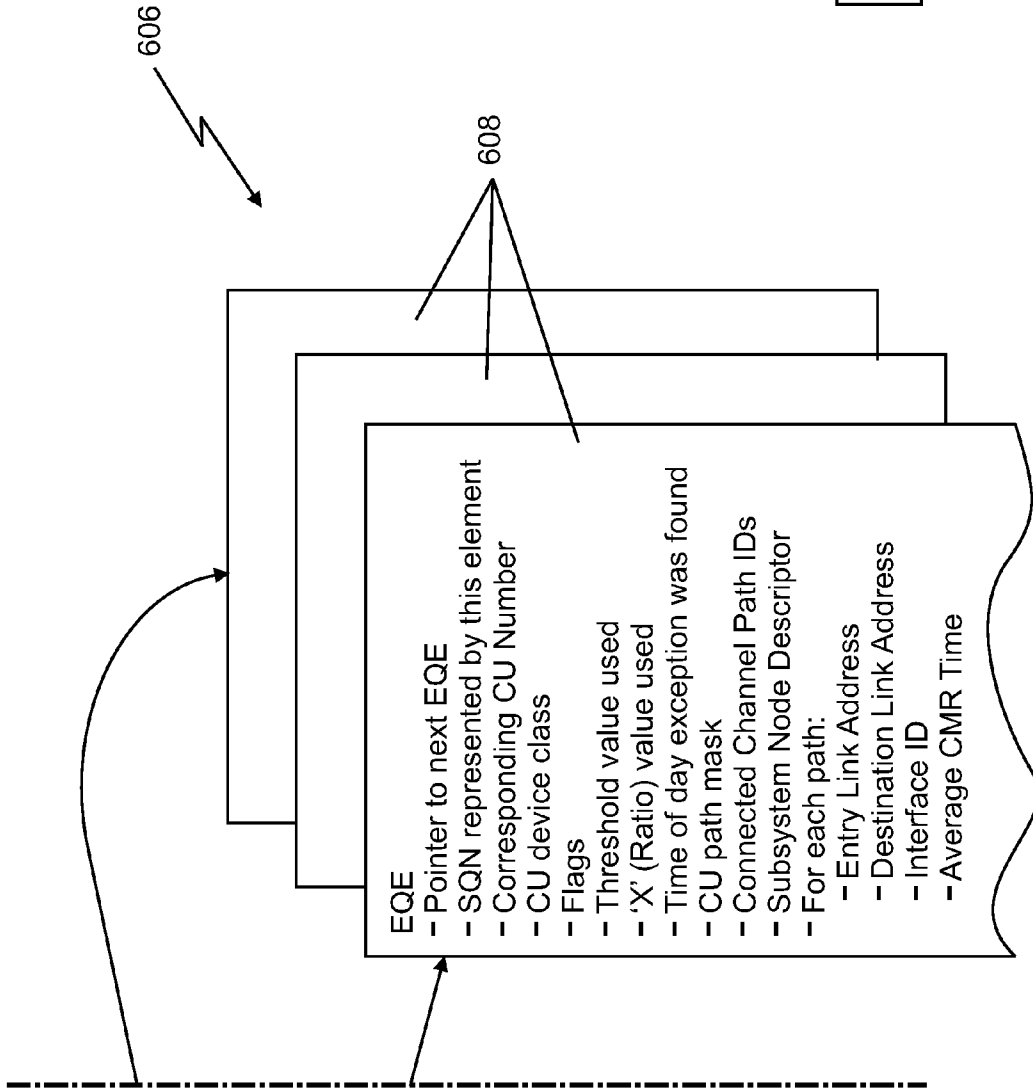 606
608
EQE
- Pointer to next EQE
- SQN represented by this element
- Corresponding CU Number
- CU device class
- Flags
- Threshold value used
- 'X' (Ratio) value used
- Time of day exception was found
- CU path mask
- Connected Channel Path IDs
- Subsystem Node Descriptor
- For each path:
- Entry Link Address
- Destination Link Address
- Interface ID
- Average CMR Time